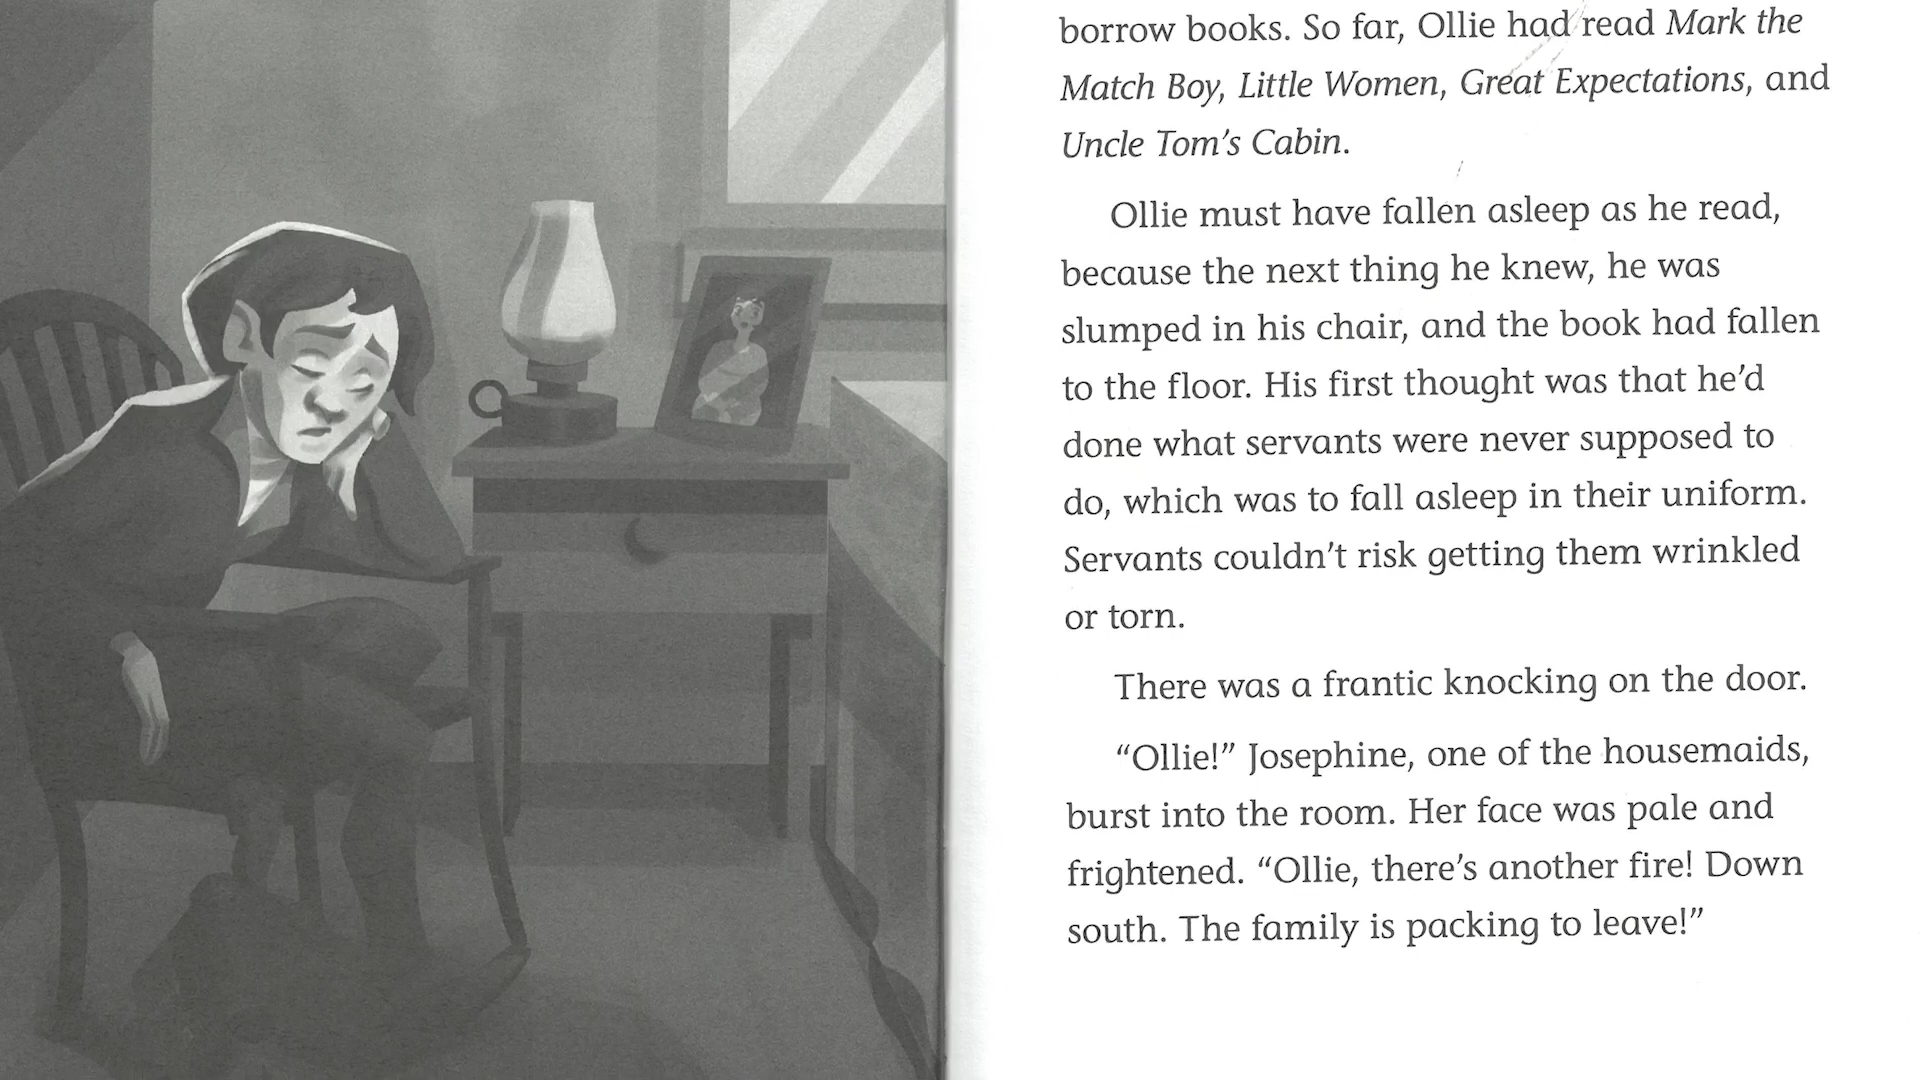 borrow books. So far, Ollie had read Mark the
Match Boy, Little Women, Great Expectations, and
Uncle Tom’s Cabin.
Ollie must have fallen asleep as he read,
because the next thing he knew, he was
slumped in his chair, and the book had fallen
to the floor. His first thought was that he’d
done what servants were never supposed to
do, which was to fall asleep in their uniform.
Servants couldn’t risk getting them wrinkled
or torn.
There was a frantic knocking on the door.
“Ollie!” Josephine, one of the housemaids,
burst into the room. Her face was pale and
frightened. “Ollie, there’s another fire! Down
south. The family is packing to leave!”